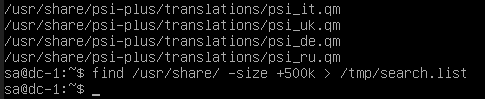 /usr/share/psi-plus/translations/psi_it.qm
/usr/share/psi-plus/translations/psi_uk.qm
/usr/share/psi-plus/translations/psi_de.qm
/usr/share/psi-plus/translations/psi_ru.qm
sa@dc-1:~$ find /usr/share/ -size +500k > /tmp/search.list
sa@dc-1:~$ _